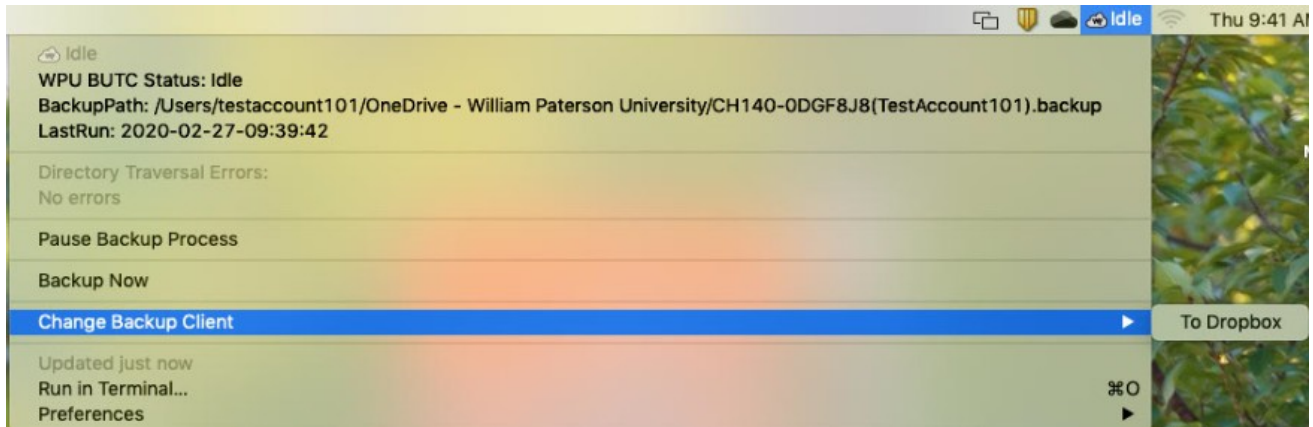 Idle Thu 9:41 AM
Idle
WPU BUTC Status: Idle
BackupPath: /Users/testaccount101/OneDrive - William Paterson University/CH140-0DGF8J8(TestAccount101).backup
LastRun: 2020-02-27-09:39:42
Directory Traversal Errors:
No errors
Pause Backup Process
Backup Now
Change Backup Client ▶ To Dropbox
Updated just now
Run in Terminal... ⌘O
Preferences ▶